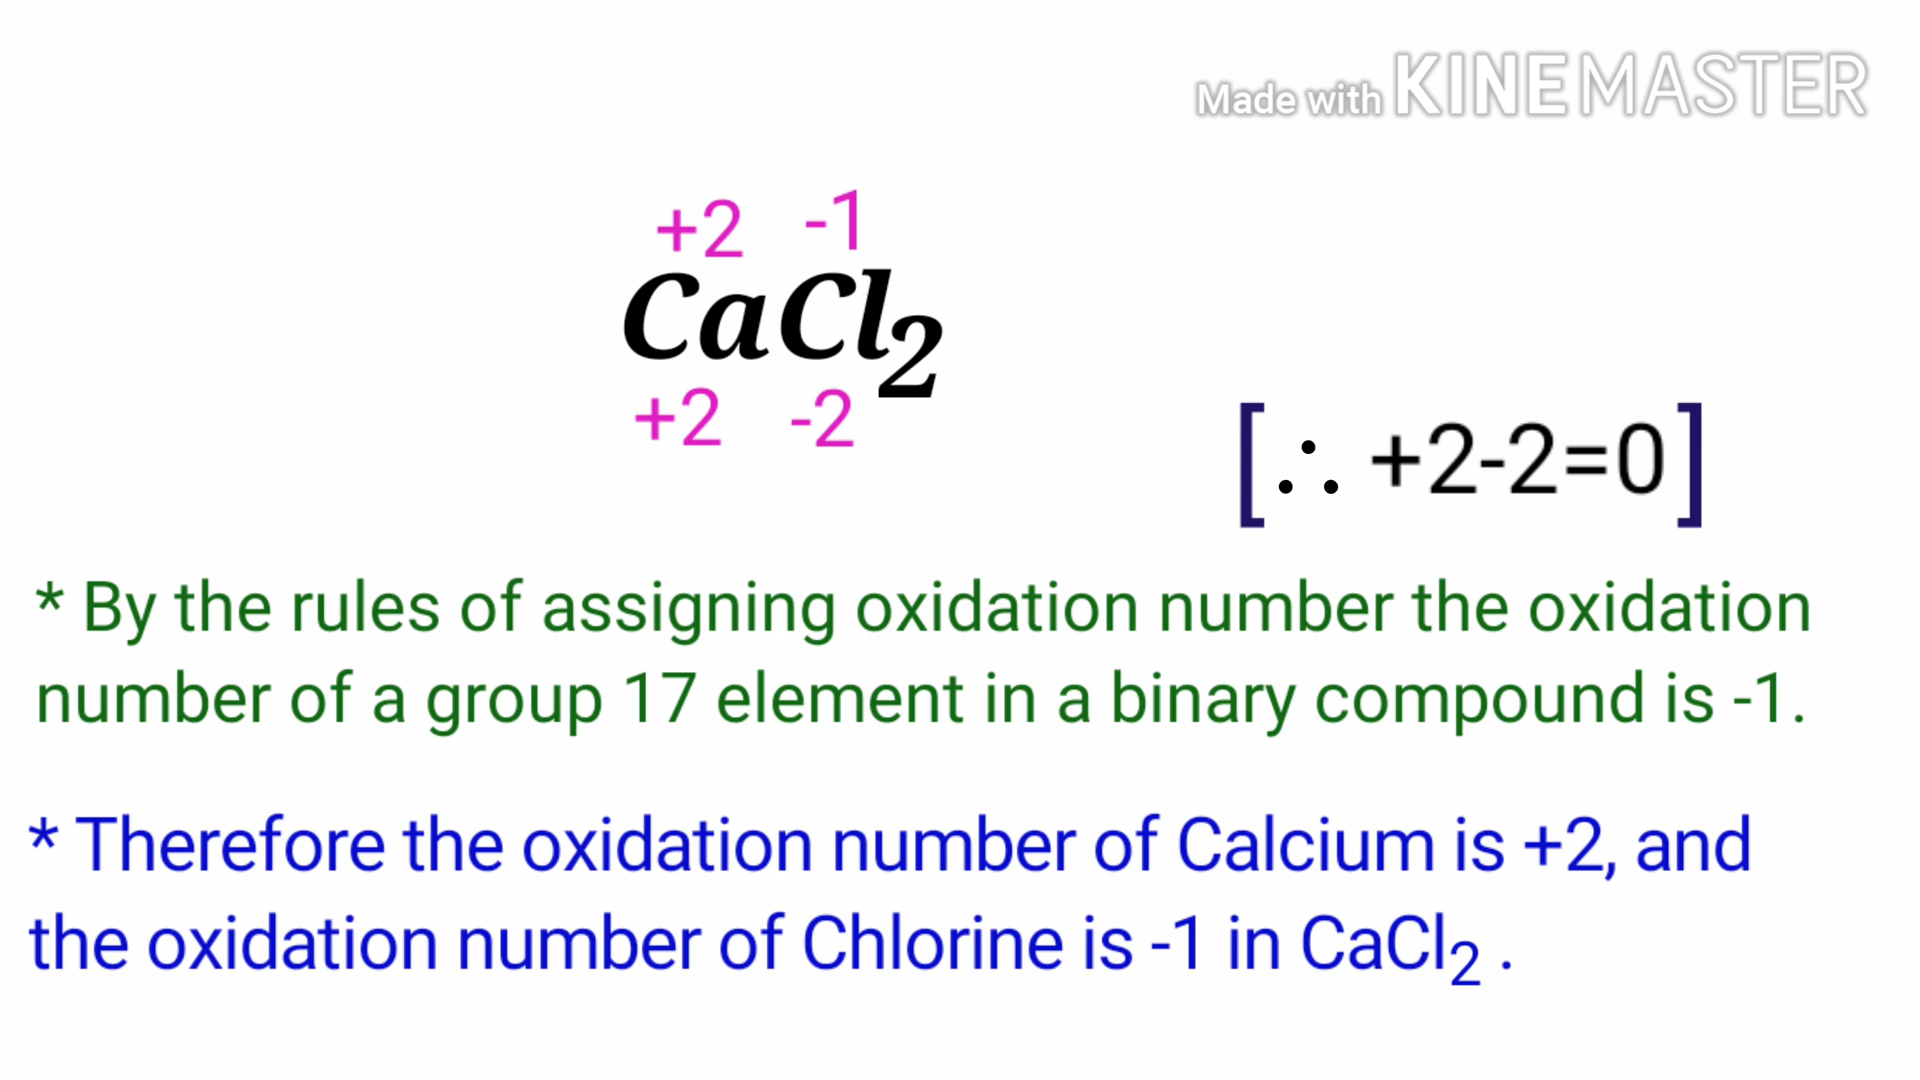 Made with KINEMASTER
+2 -1
CaCl₂
+2 -2
[∴ +2-2=0]
* By the rules of assigning oxidation number the oxidation
number of a group 17 element in a binary compound is -1.
* Therefore the oxidation number of Calcium is +2, and
the oxidation number of Chlorine is -1 in CaCl₂ .